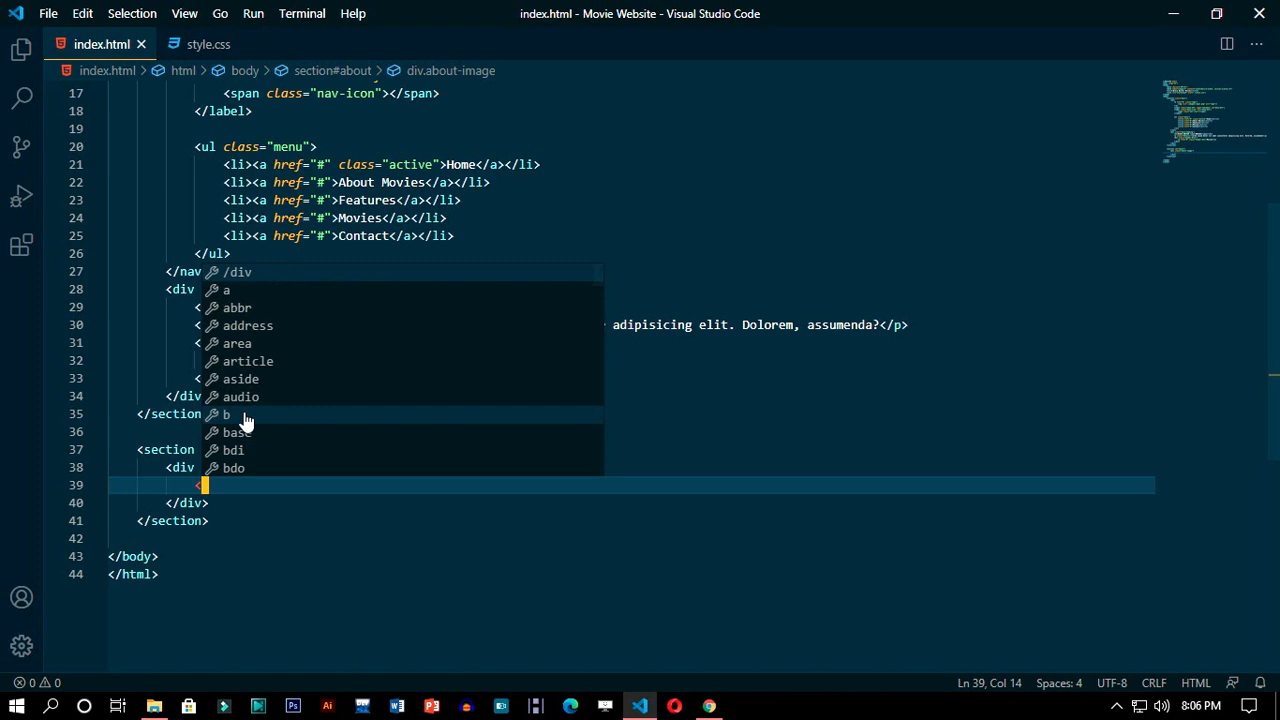 File Edit Selection View Go Run Terminal Help index.html - Movie Website - Visual Studio Code
index.html style.css
index.html html body section#about div.about-image
17 <span class="nav-icon"></span>
18 </label>
19
20 <ul class="menu">
21 <li><a href="#" class="active">Home</a></li>
22 <li><a href="#">About Movies</a></li>
23 <li><a href="#">Features</a></li>
24 <li><a href="#">Movies</a></li>
25 <li><a href="#">Contact</a></li>
26 </ul>
27 </nav
/div
28 <div
a
29 <
abbr
30 <
address
adipisicing elit. Dolorem, assumenda?</p>
31 <
area
32
article
33 <
aside
34 </div
audio
35 </section
b
36
base
37 <section
bdi
38 <div
bdo
39 <
40 </div>
41 </section>
42
43 </body>
44 </html>
0 0 Ln 39, Col 14 Spaces: 4 UTF-8 CRLF HTML
8:06 PM